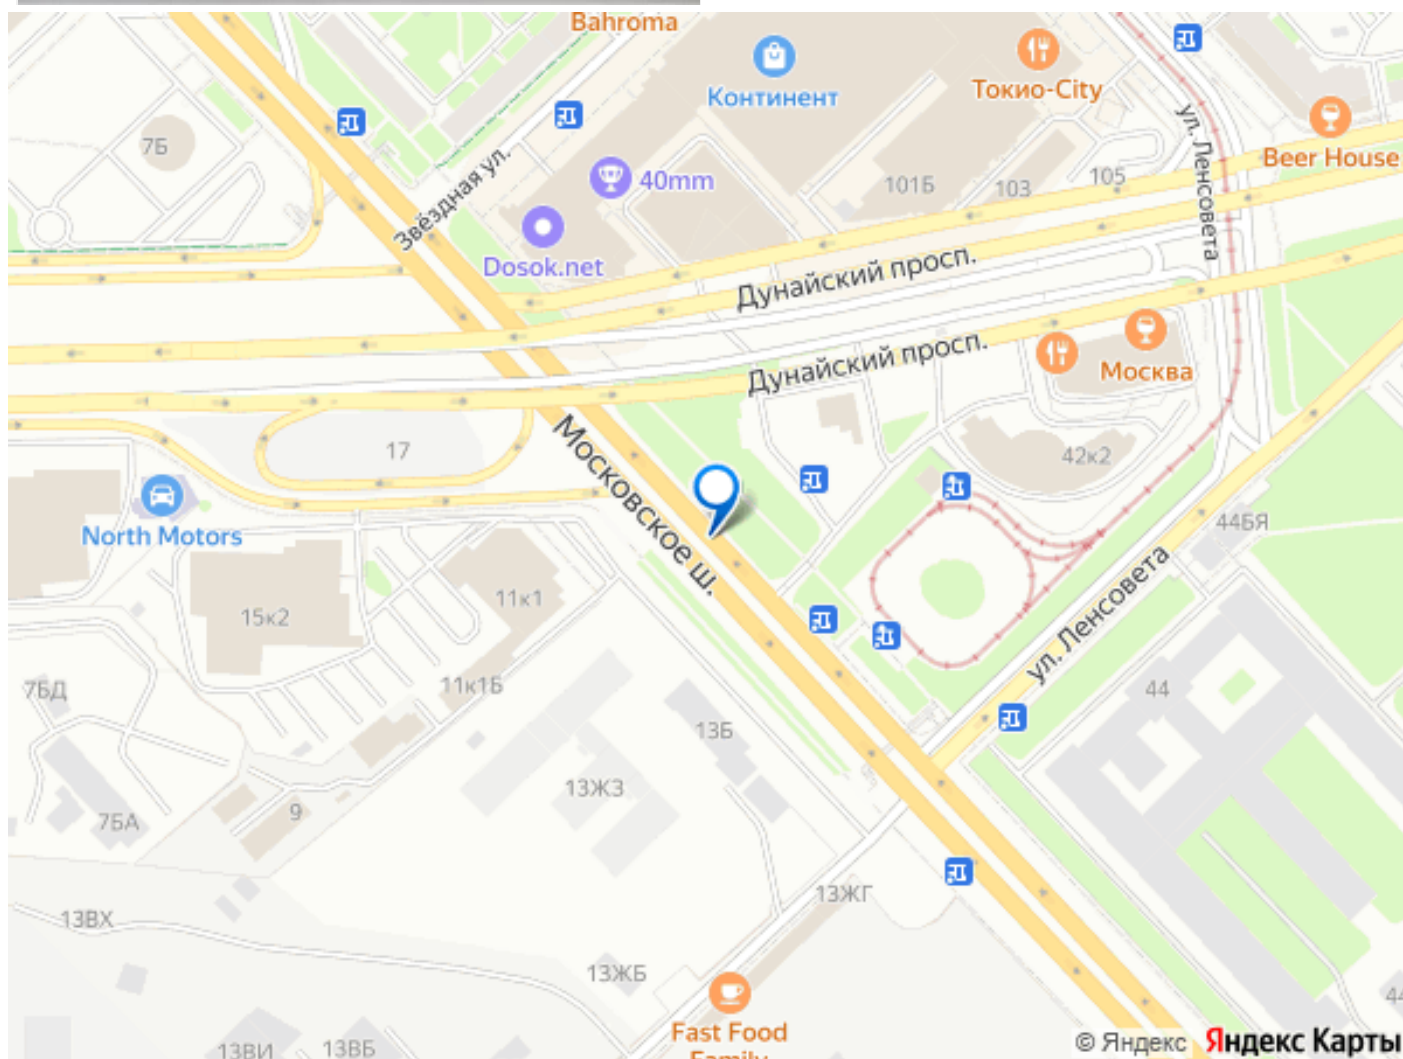 Bahroma
Континент
Токио-City
ул. Ленсовета
Beer House
7Б
Звёздная ул.
40mm
101Б
103
105
Dosok.net
Дунайский просп.
Дунайский просп.
Москва
17
Московское ш.
42к2
44БЯ
North Motors
15к2
11к1
11к1Б
ул. Ленсовета
44
7БД
13Б
13ЖЗ
7БА
9
13ВХ
13ЖГ
13ЖБ
Fast Food
Family
13ВИ
13ВБ
© Яндекс Яндекс Карты